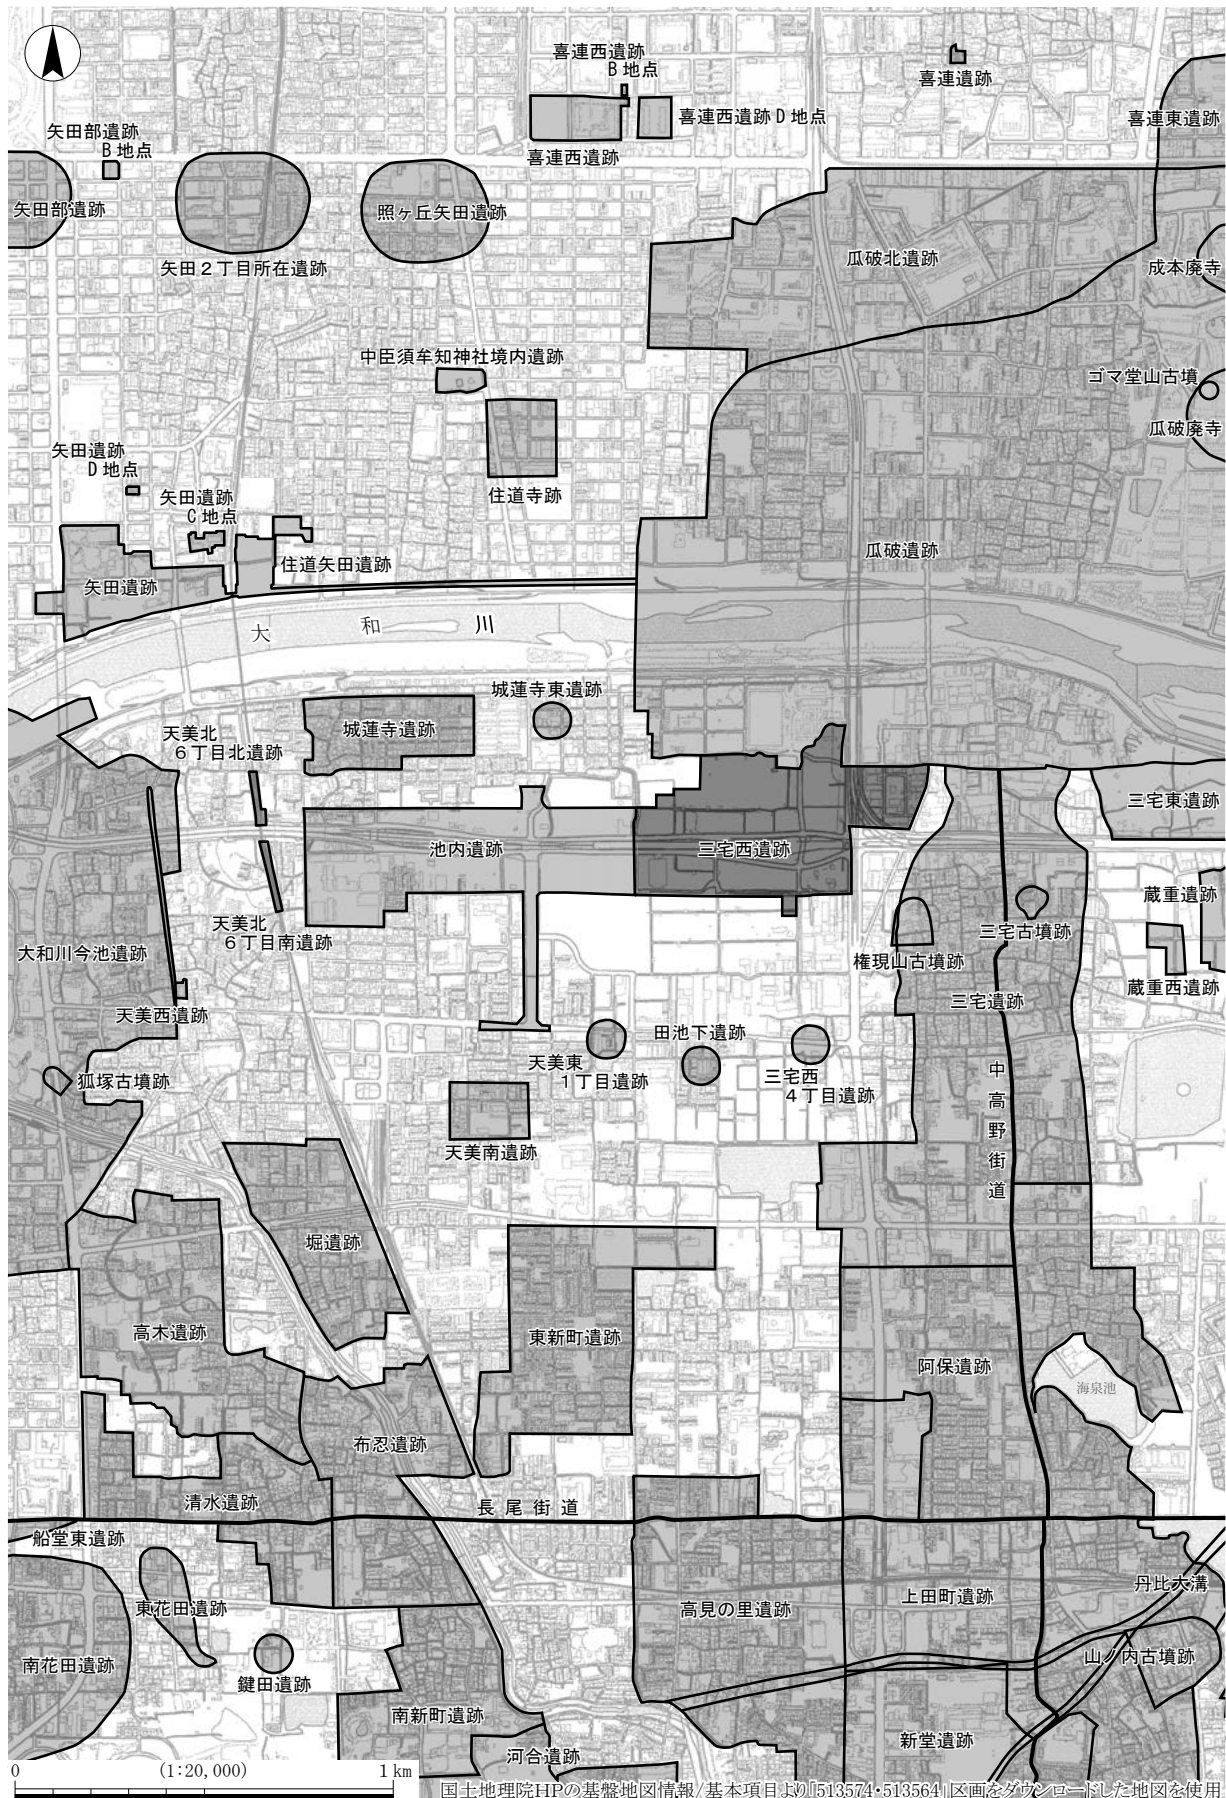 喜連西遺跡
B地点
喜連遺跡
喜連西遺跡D地点
喜連東遺跡
矢田部遺跡
B地点
喜連西遺跡
矢田部遺跡
照ヶ丘矢田遺跡
矢田2丁目所在遺跡
瓜破北遺跡
成本廃寺
中臣須牟知神社境内遺跡
ゴマ堂山古墳
瓜破廃寺
矢田遺跡
D地点
矢田遺跡
C地点
住道寺跡
住道矢田遺跡
瓜破遺跡
矢田遺跡
大和川
城蓮寺東遺跡
城蓮寺遺跡
天美北
6丁目北遺跡
三宅東遺跡
池内遺跡
三宅西遺跡
蔵重遺跡
天美北
6丁目南遺跡
三宅古墳跡
大和川今池遺跡
権現山古墳跡
蔵重西遺跡
三宅遺跡
天美西遺跡
田池下遺跡
天美東
1丁目遺跡
三宅西
4丁目遺跡
狐塚古墳跡
中高野街道
天美南遺跡
堀遺跡
高木遺跡
東新町遺跡
阿保遺跡
海泉池
布忍遺跡
清水遺跡
長尾街道
船堂東遺跡
丹比大溝
上田町遺跡
東花田遺跡
高見の里遺跡
山ノ内古墳跡
南花田遺跡
鍵田遺跡
南新町遺跡
新堂遺跡
河合遺跡
0 (1:20,000) 1km
国土地理院HPの基盤地図情報/基本項目より「513574・513564」区画をダウンロードした地図を使用